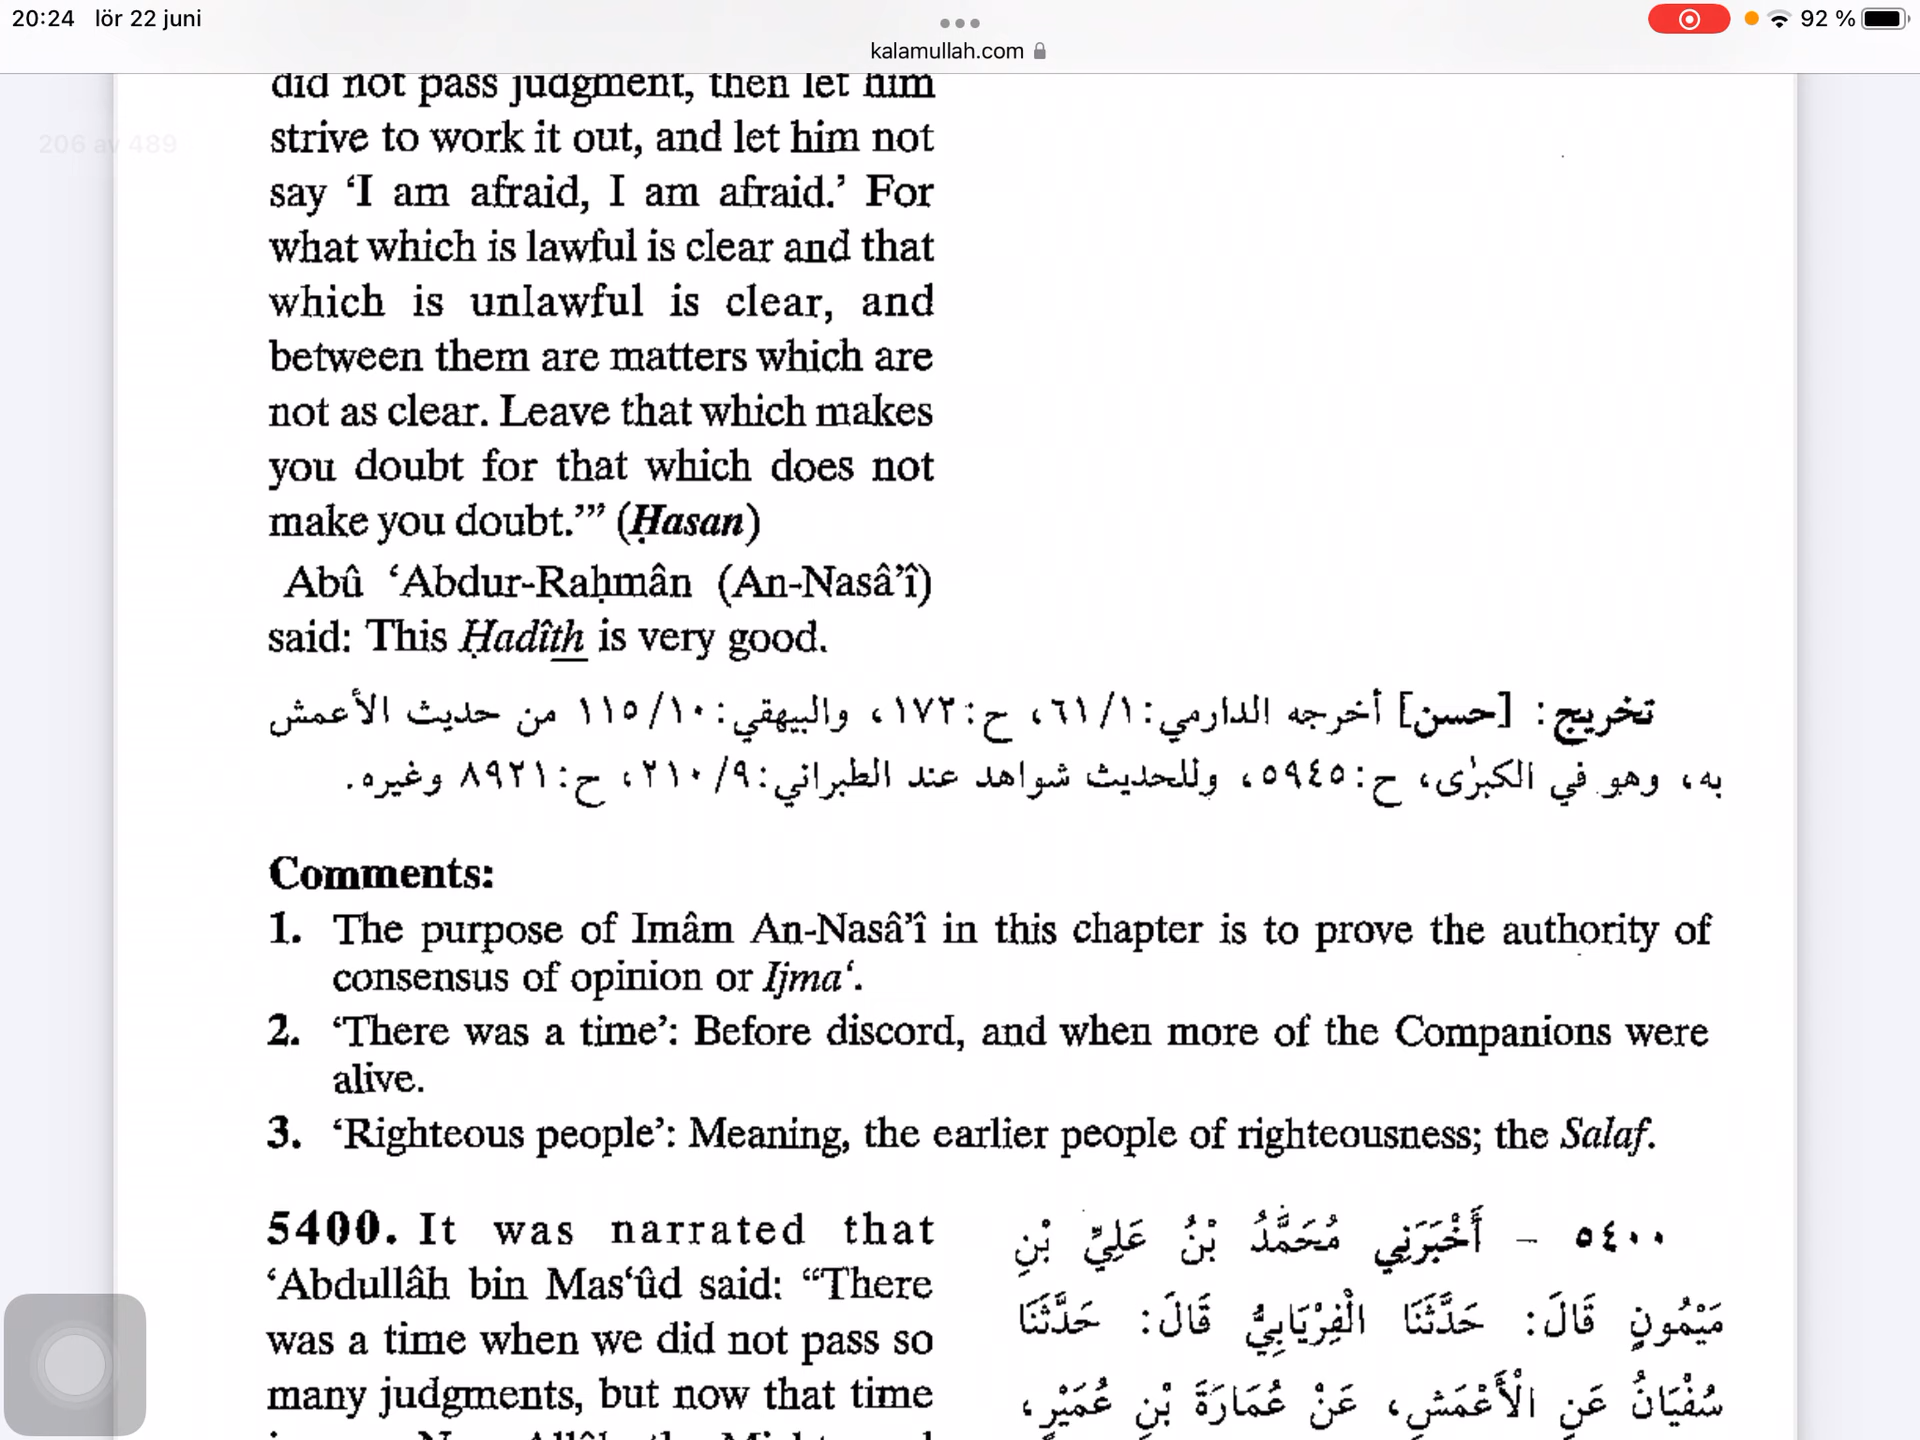 20:24 lör 22 juni
92 %
kalamullah.com
206 av 489
did not pass judgment, then let him
strive to work it out, and let him not
say ‘I am afraid, I am afraid.’ For
what which is lawful is clear and that
which is unlawful is clear, and
between them are matters which are
not as clear. Leave that which makes
you doubt for that which does not
make you doubt.’” (Ḥasan)
Abû ‘Abdur-Raḥmân (An-Nasâ’î)
said: This Ḥadîth is very good.
تخريج: [حسن] أخرجه الدارمي: ٦١/١، ح: ١٧٢، والبيهقي: ١١٥/١٠ من حديث الأعمش
به، وهو في الكبرٰى، ح: ٥٩٤٥، وللحديث شواهد عند الطبراني: ٢١٠/٩، ح: ٨٩٢١ وغيره.
Comments:
1. The purpose of Imâm An-Nasâ’î in this chapter is to prove the authority of
consensus of opinion or Ijma‘.
2. ‘There was a time’: Before discord, and when more of the Companions were
alive.
3. ‘Righteous people’: Meaning, the earlier people of righteousness; the Salaf.
5400. It was narrated that
‘Abdullâh bin Mas‘ûd said: “There
was a time when we did not pass so
many judgments, but now that time
٥٤٠٠ - أَخْبَرَنِي مُحَمَّدُ بْنُ عَلِيِّ بْنِ
مَيْمُونٍ قَالَ: حَدَّثَنَا الْفِرْيَابِيُّ قَالَ: حَدَّثَنَا
سُفْيَانُ عَنِ الْأَعْمَشِ، عَنْ عُمَارَةَ بْنِ عُمَيْرٍ،